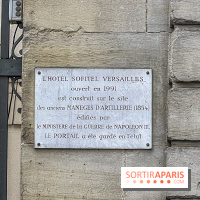 L'HOTEL SOFITEL VERSAILLES
ouvert en 1991
est construit sur le site
des anciens MANEGES D'ARTILLERIE (1854)
édifiés par
le MINISTERE de la GUERRE de NAPOLEON III.
LE PORTAIL a été gardé en l'état
SORTIRAPARIS
.COM